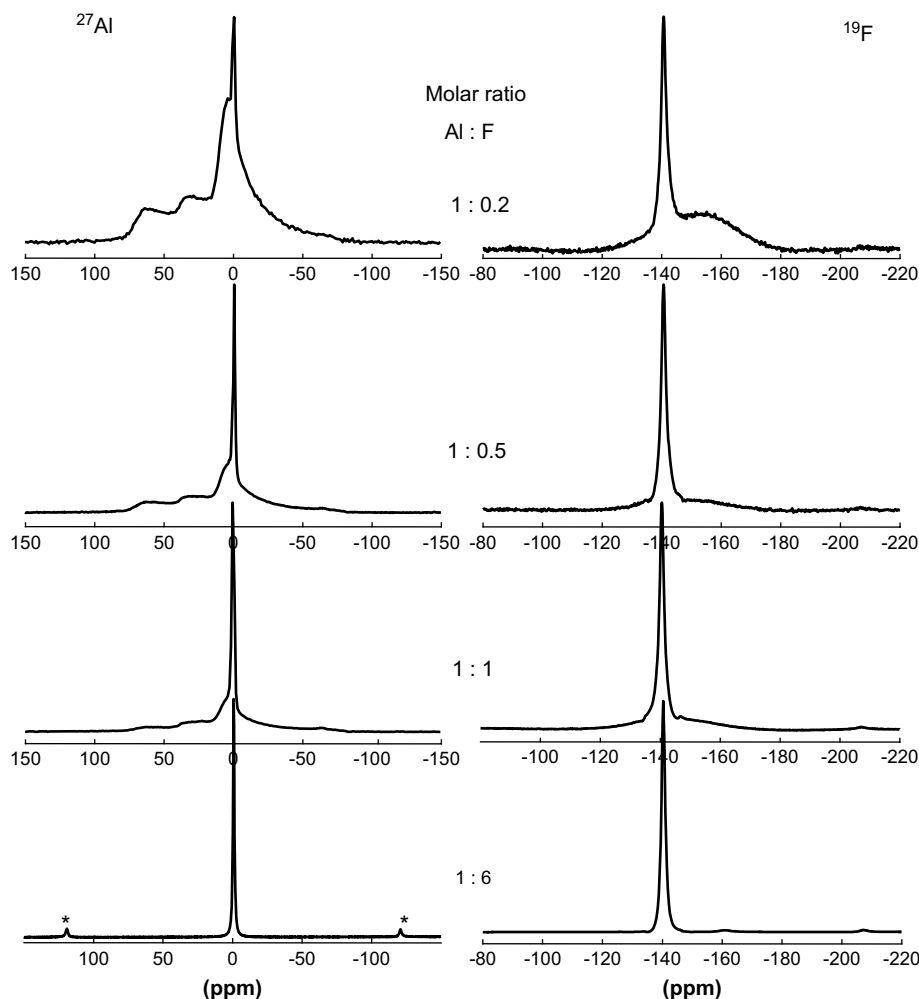 ²⁷Al ¹⁹F
Molar ratio
Al : F
1 : 0.2
150 100 50 0 -50 -100 -150 -80 -100 -120 -140 -160 -180 -200 -220
1 : 0.5
150 100 50 0 -50 -100 -150 -80 -100 -120 -140 -160 -180 -200 -220
1 : 1
150 100 50 0 -50 -100 -150 -100 -120 -140 -160 -180 -200 -220
1 : 6
* *
100 50 0 -50 -100 -150 -80 -100 -120 -140 -160 -180 -200 -220
(ppm) (ppm)